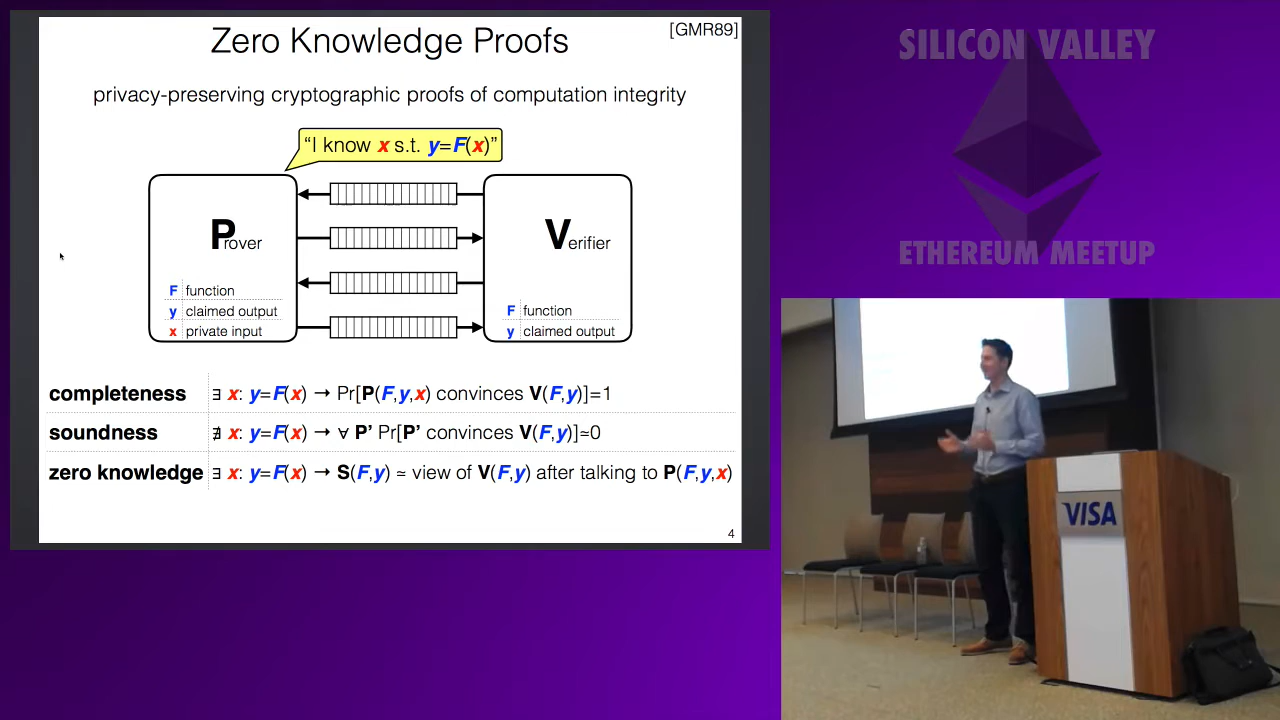 [GMR89]
Zero Knowledge Proofs
privacy-preserving cryptographic proofs of computation integrity
“I know x s.t. y=F(x)”
Prover
F function
y claimed output
x private input
Verifier
F function
y claimed output
completeness ∃ x: y=F(x) → Pr[P(F,y,x) convinces V(F,y)]=1
soundness ∄ x: y=F(x) → ∀ P’ Pr[P’ convinces V(F,y)]≃0
zero knowledge ∃ x: y=F(x) → S(F,y) ≃ view of V(F,y) after talking to P(F,y,x)
4
SILICON VALLEY
ETHEREUM MEETUP
VISA